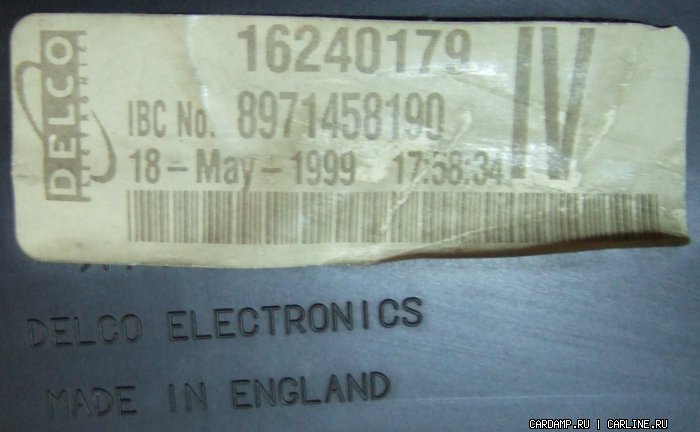 DELCO
ELECTRONICS
16240179
IV
IBC No. 8971458190
18-May-1999 17:58:34
DELCO ELECTRONICS
MADE IN ENGLAND
CARDAMP.RU | CARLINE.RU